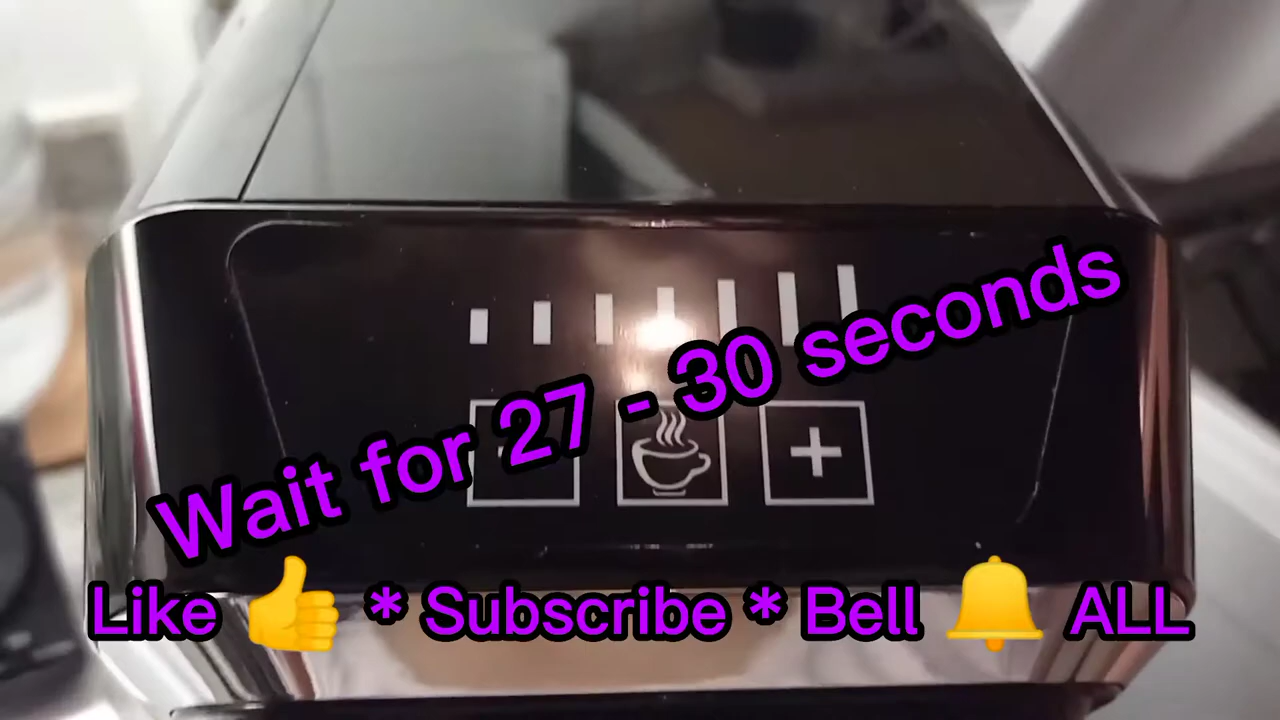 Wait for 27 - 30 seconds
Like 👍 * Subscribe * Bell 🔔 ALL